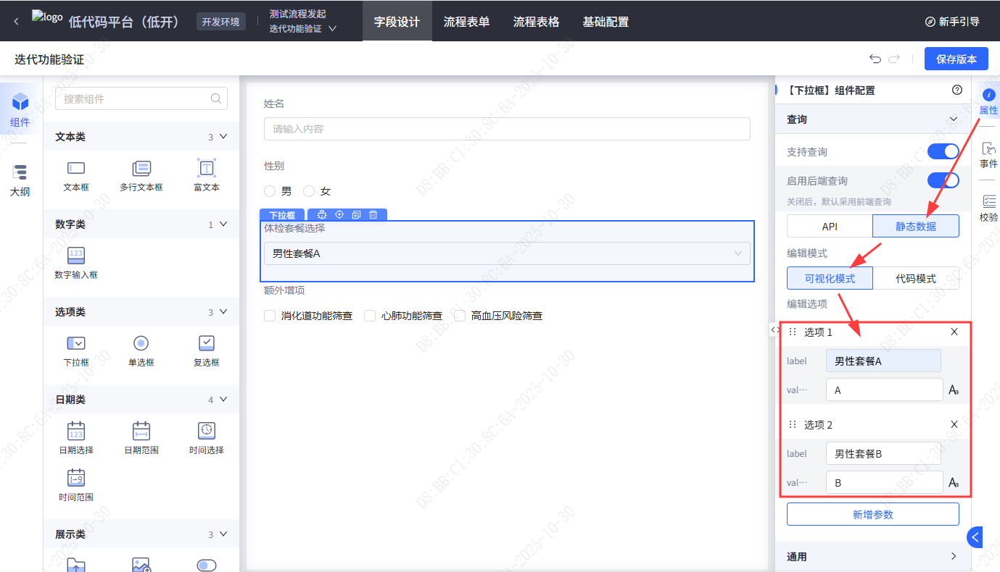 logo 低代码平台（低开） 开发环境 测试流程发起 迭代功能验证 字段设计 流程表单 流程表格 基础配置 新手引导
迭代功能验证 保存版本
组件
大纲
搜索组件
文本类 3
文本框 多行文本框 富文本
数字类 1
123
数字输入框
选项类 3
下拉框 单选框 复选框
日期类 4
日期选择 日期范围 时间选择
时间范围
展示类 3
姓名
请输入内容
性别
男 女
下拉框
体检套餐选择
男性套餐A
额外增项
消化道功能筛查 心肺功能筛查 高血压风险筛查
【下拉框】组件配置
查询
支持查询
启用后端查询
关闭后，默认采用前端查询
API 静态数据
编辑模式
可视化模式 代码模式
编辑选项
选项 1 X
label 男性套餐A
val··· A
选项 2 X
label 男性套餐B
val··· B
新增参数
通用
属性
事件
校验
D8:BB:C1:30:8C:6A-2025-10-30